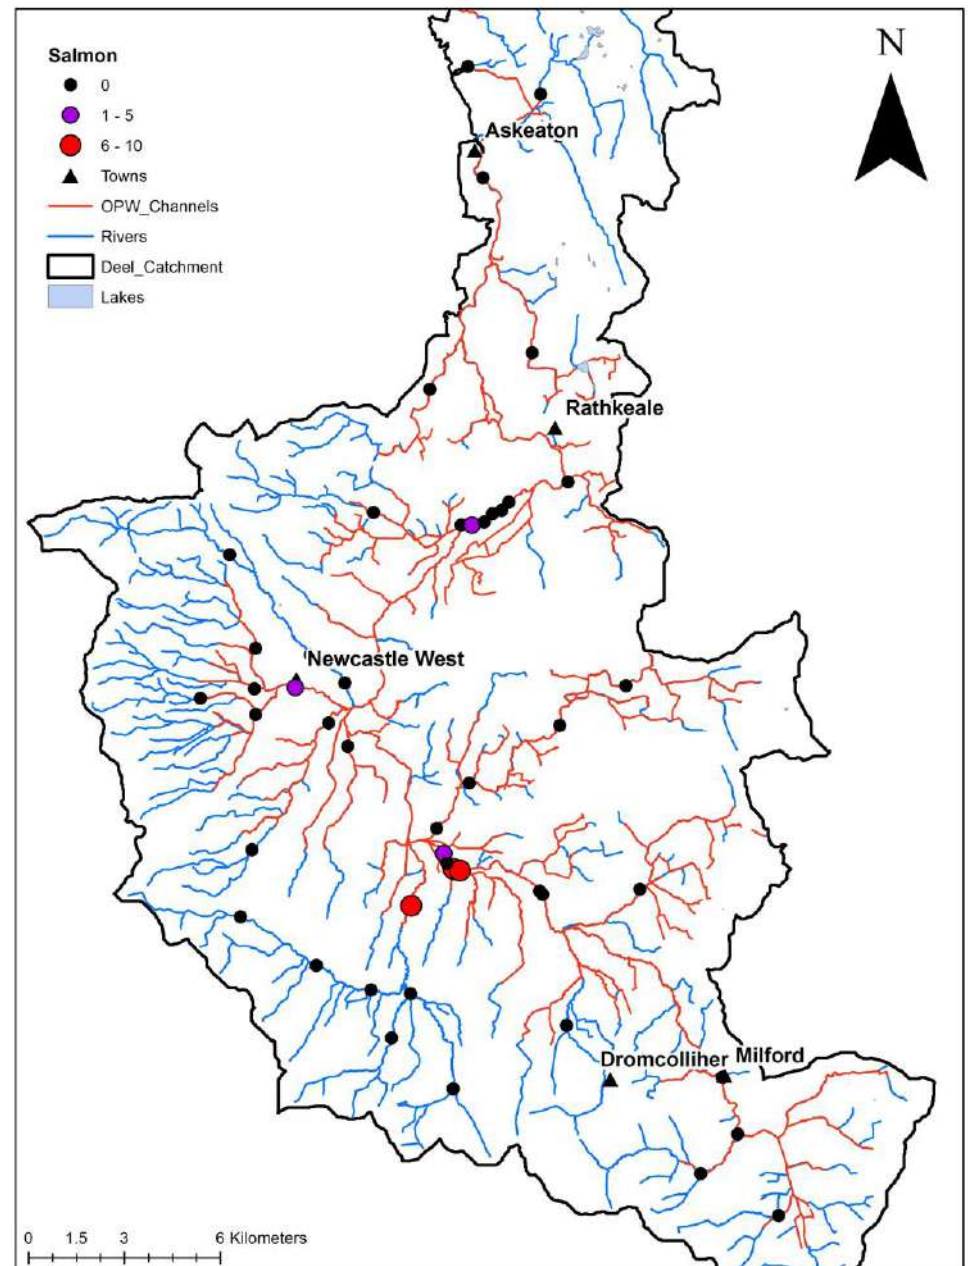 N
Salmon
0
1 - 5
6 - 10
Towns
OPW_Channels
Rivers
Deel_Catchment
Lakes
Askeaton
Rathkeale
Newcastle West
Dromcolliher Milford
0 1.5 3 6 Kilometers